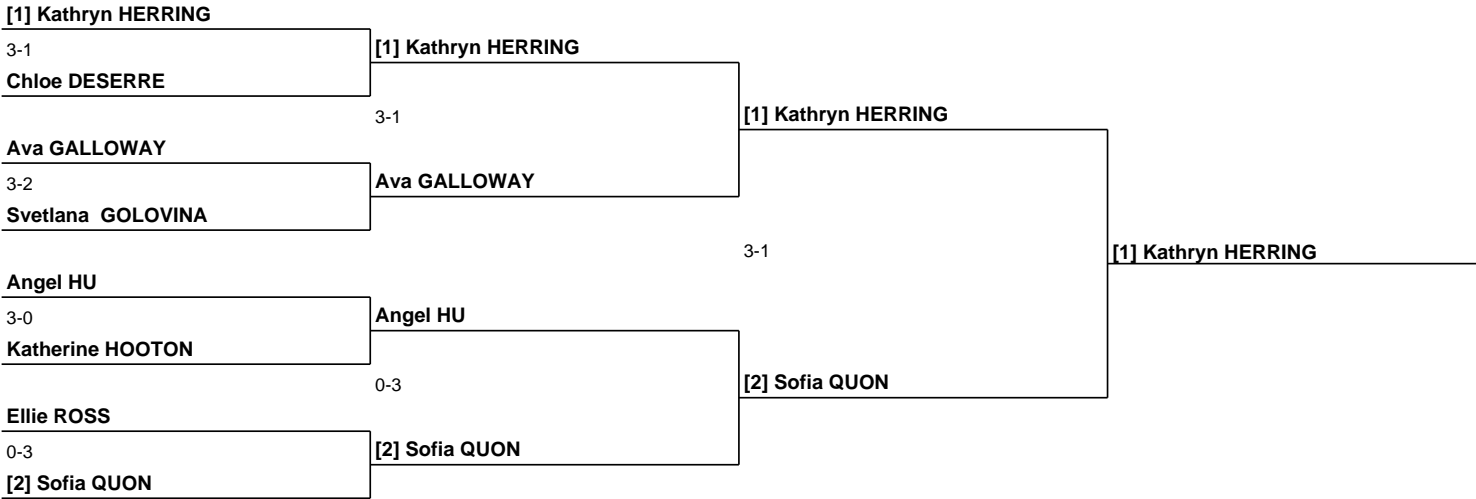 [1] Kathryn HERRING
3-1
Chloe DESERRE
Ava GALLOWAY
3-2
Svetlana  GOLOVINA
Angel HU
3-0
Katherine HOOTON
Ellie ROSS
0-3
[2] Sofia QUON
[1] Kathryn HERRING
3-1
Ava GALLOWAY
Angel HU
0-3
[2] Sofia QUON
[1] Kathryn HERRING
3-1
[2] Sofia QUON
[1] Kathryn HERRING